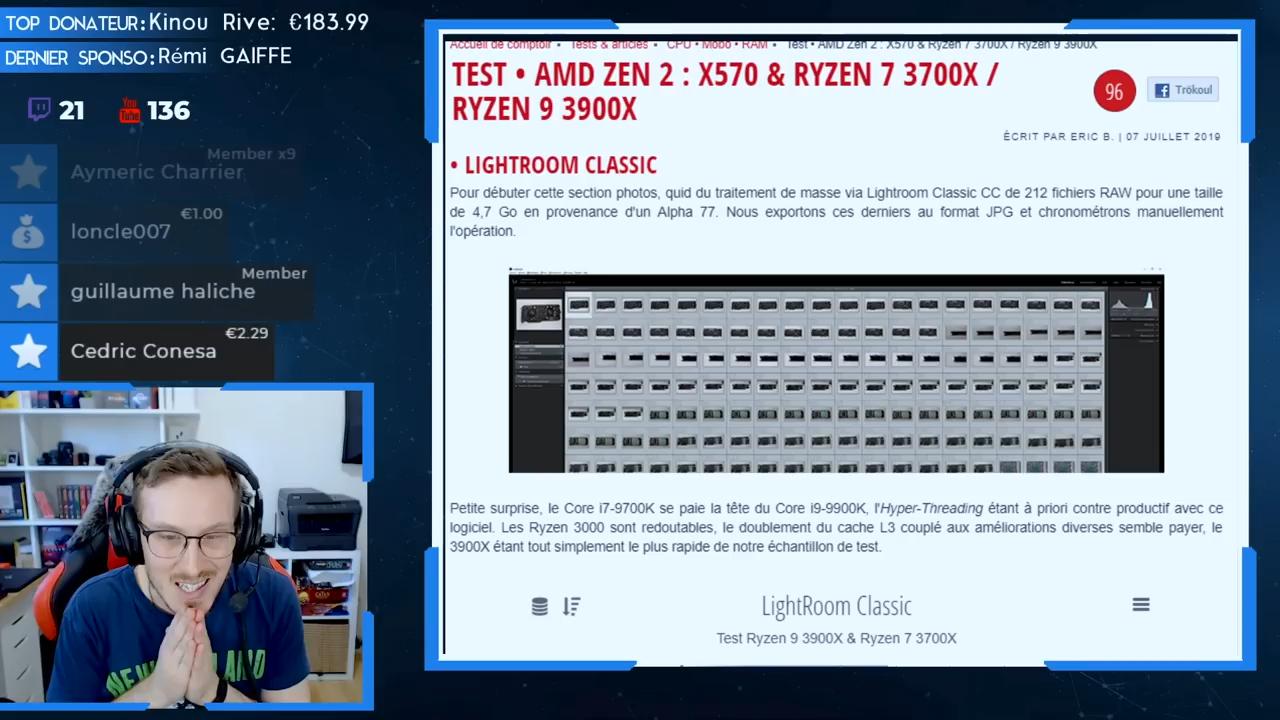 TOP DONATEUR: Kinou Rive: €183.99
DERNIER SPONSO: Rémi GAIFFE
21 YouTube 136
Member x9
Aymeric Charrier
€1.00
loncle007
Member
guillaume haliche
€2.29
Cedric Conesa
Accueil de comptoir • Tests & articles • CPU • Mobo • RAM • Test • AMD Zen 2 : X570 & Ryzen 7 3700X / Ryzen 9 3900X
TEST • AMD ZEN 2 : X570 & RYZEN 7 3700X /
RYZEN 9 3900X
96
Trökoul
ÉCRIT PAR ERIC B. | 07 JUILLET 2019
• LIGHTROOM CLASSIC
Pour débuter cette section photos, quid du traitement de masse via Lightroom Classic CC de 212 fichiers RAW pour une taille
de 4,7 Go en provenance d'un Alpha 77. Nous exportons ces derniers au format JPG et chronométrons manuellement
l'opération.
Petite surprise, le Core i7-9700K se paie la tête du Core i9-9900K, l'Hyper-Threading étant à priori contre productif avec ce
logiciel. Les Ryzen 3000 sont redoutables, le doublement du cache L3 couplé aux améliorations diverses semble payer, le
3900X étant tout simplement le plus rapide de notre échantillon de test.
LightRoom Classic
Test Ryzen 9 3900X & Ryzen 7 3700X